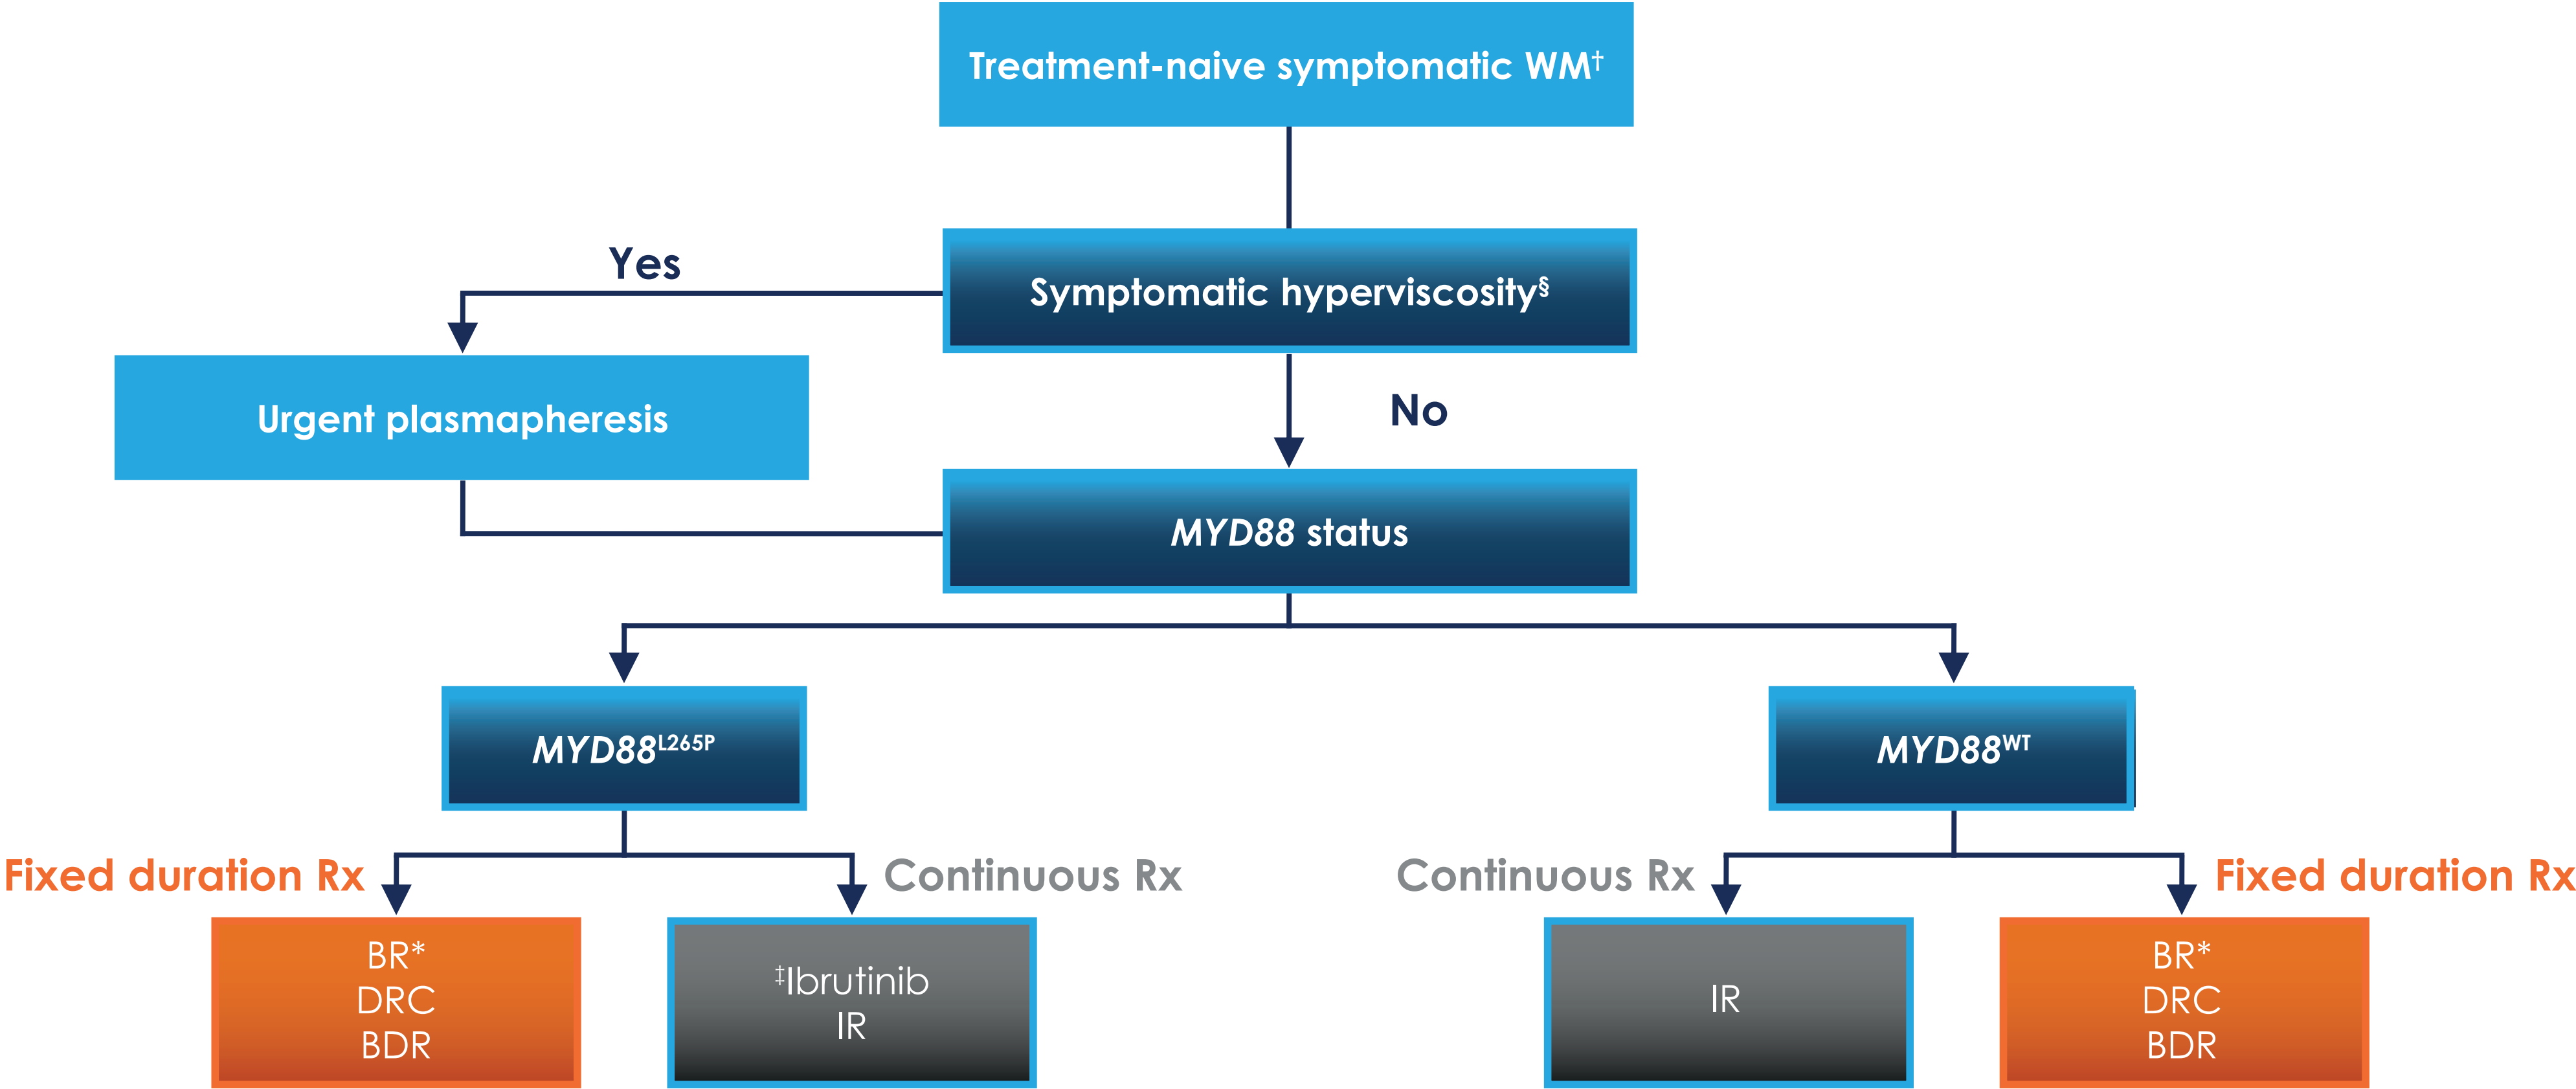 Treatment-naive symptomatic WM†
Yes
Symptomatic hyperviscosity§
Urgent plasmapheresis
No
MYD88 status
MYD88L265P
MYD88WT
Fixed duration Rx
Continuous Rx
Continuous Rx
Fixed duration Rx
BR*
DRC
BDR
‡Ibrutinib
IR
IR
BR*
DRC
BDR